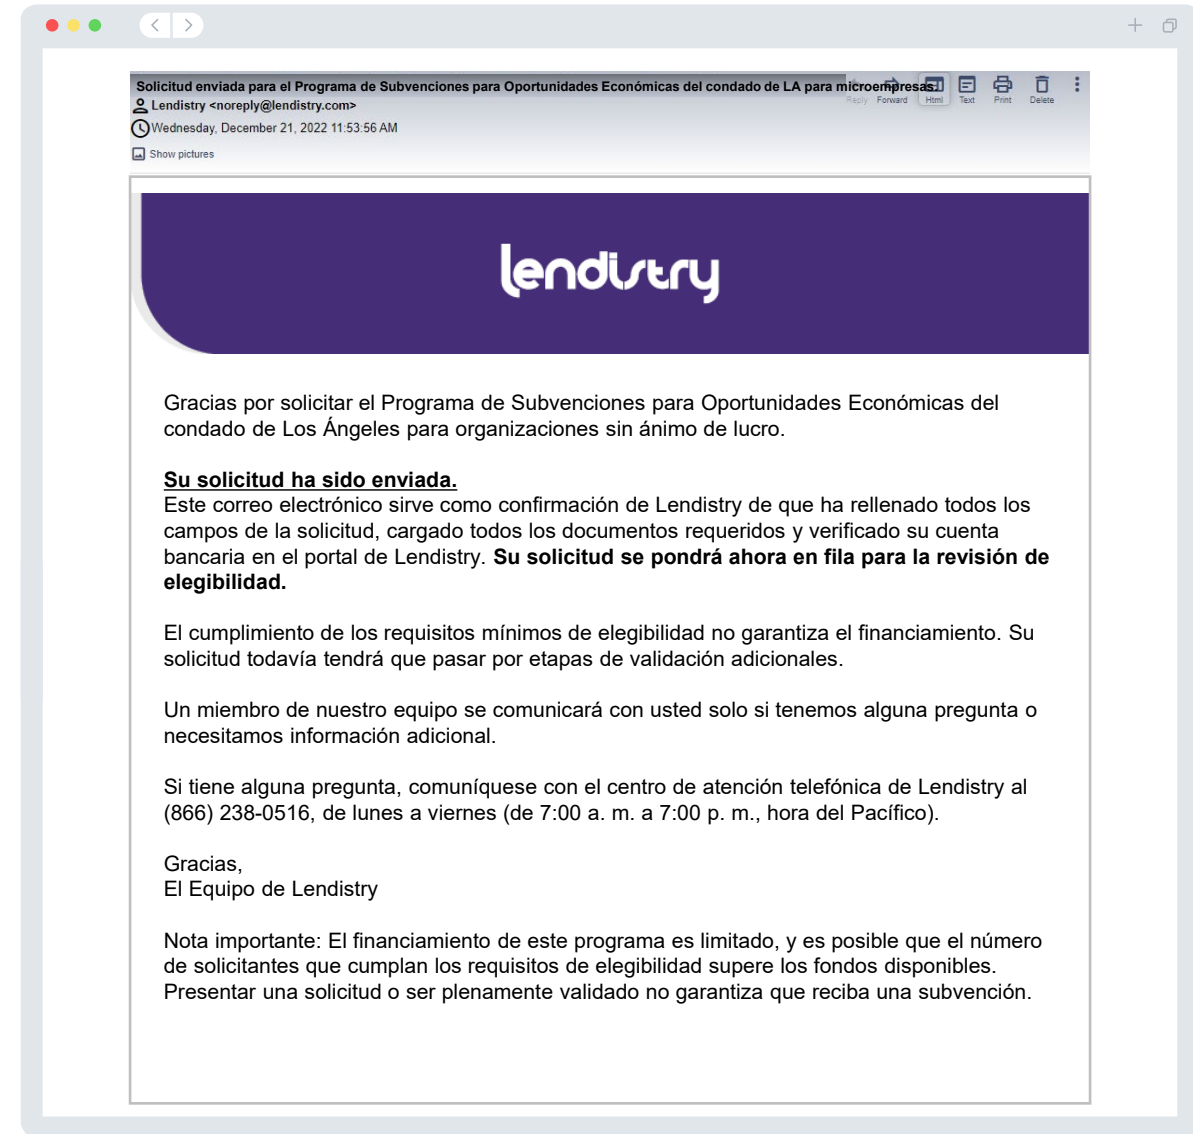 Solicitud enviada para el Programa de Subvenciones para Oportunidades Económicas del condado de LA para microempresas.
Reply Forward Html Text Print Delete
Lendistry <noreply@lendistry.com>
Wednesday, December 21, 2022 11:53:56 AM
Show pictures
lendistry
Gracias por solicitar el Programa de Subvenciones para Oportunidades Económicas del
condado de Los Ángeles para organizaciones sin ánimo de lucro.
Su solicitud ha sido enviada.
Este correo electrónico sirve como confirmación de Lendistry de que ha rellenado todos los
campos de la solicitud, cargado todos los documentos requeridos y verificado su cuenta
bancaria en el portal de Lendistry. Su solicitud se pondrá ahora en fila para la revisión de
elegibilidad.
El cumplimiento de los requisitos mínimos de elegibilidad no garantiza el financiamiento. Su
solicitud todavía tendrá que pasar por etapas de validación adicionales.
Un miembro de nuestro equipo se comunicará con usted solo si tenemos alguna pregunta o
necesitamos información adicional.
Si tiene alguna pregunta, comuníquese con el centro de atención telefónica de Lendistry al
(866) 238-0516, de lunes a viernes (de 7:00 a. m. a 7:00 p. m., hora del Pacífico).
Gracias,
El Equipo de Lendistry
Nota importante: El financiamiento de este programa es limitado, y es posible que el número
de solicitantes que cumplan los requisitos de elegibilidad supere los fondos disponibles.
Presentar una solicitud o ser plenamente validado no garantiza que reciba una subvención.